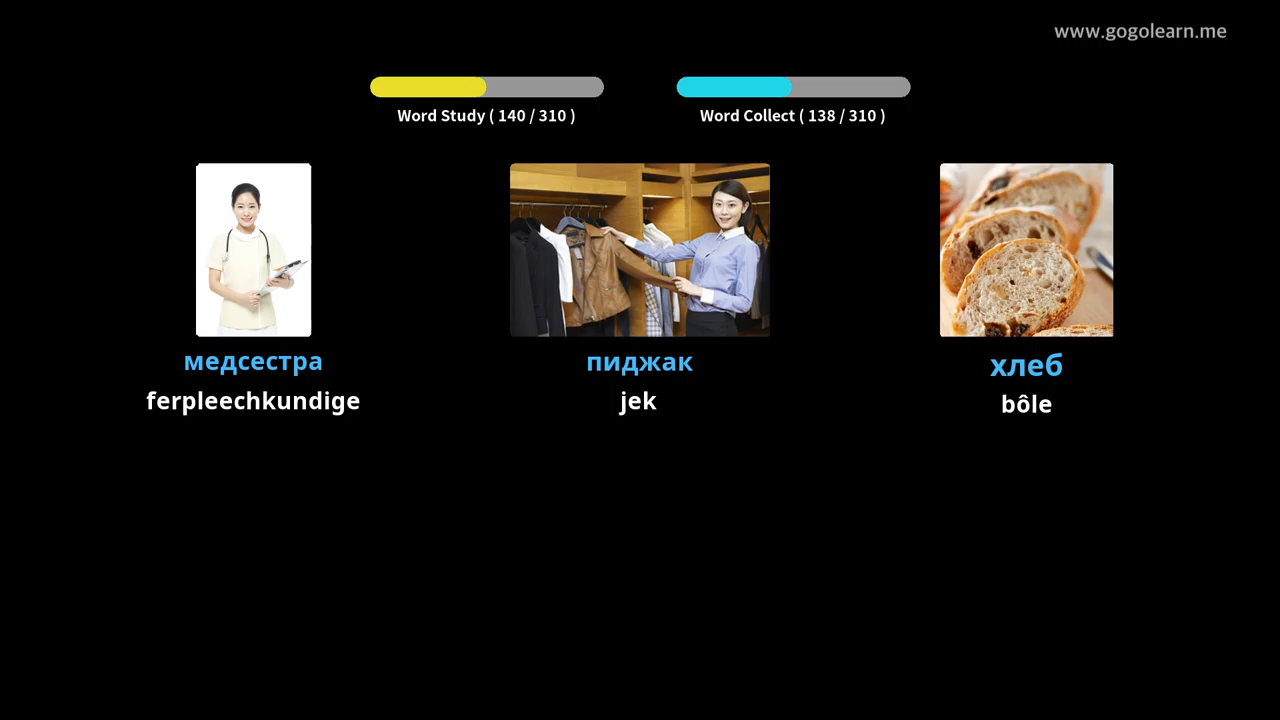 www.gogolearn.me
Word Study ( 140 / 310 )
Word Collect ( 138 / 310 )
медсестра
пиджак
хлеб
ferpleechkundige
jek
bôle